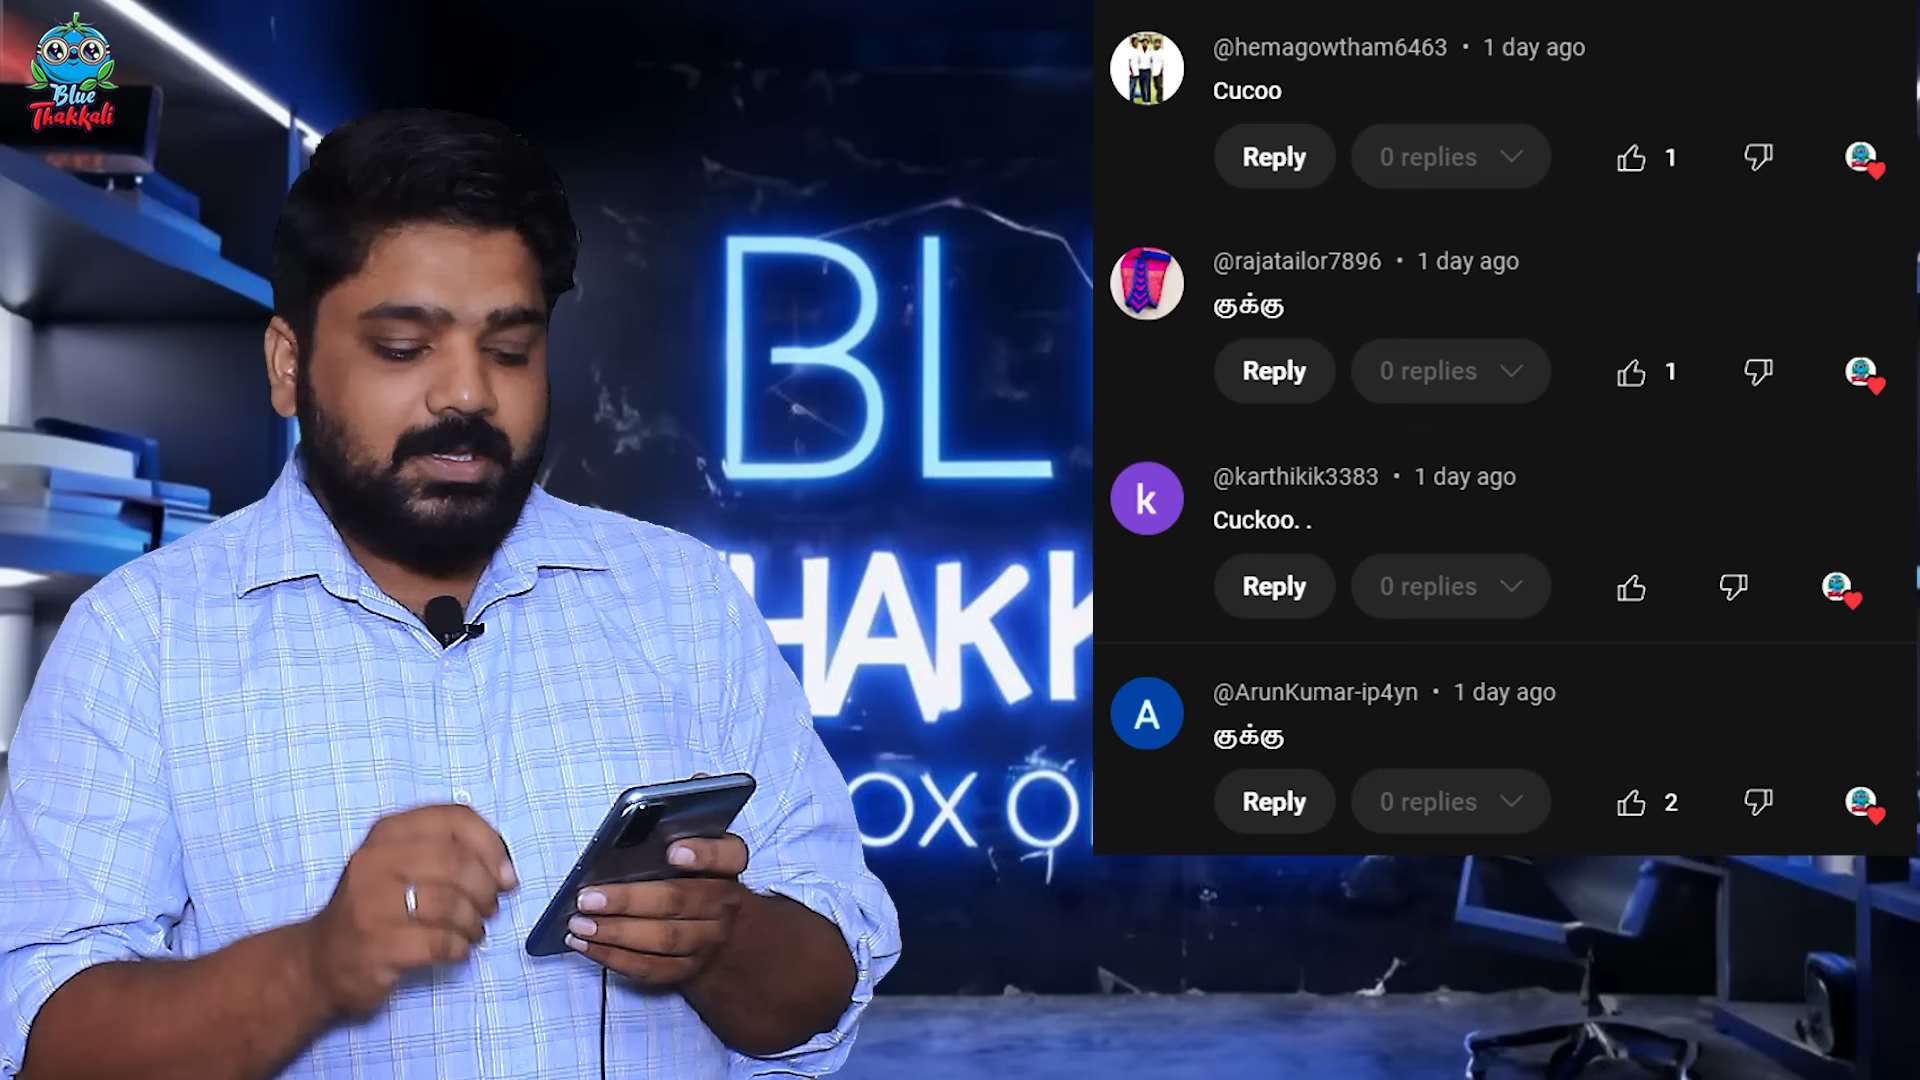 Blue
Thakkali
BL
HAKK
OX O
@hemagowtham6463 • 1 day ago
Cucoo
Reply 0 replies 1
@rajatailor7896 • 1 day ago
குக்கு
Reply 0 replies 1
k
@karthikik3383 • 1 day ago
Cuckoo. .
Reply 0 replies
A
@ArunKumar-ip4yn • 1 day ago
குக்கு
Reply 0 replies 2